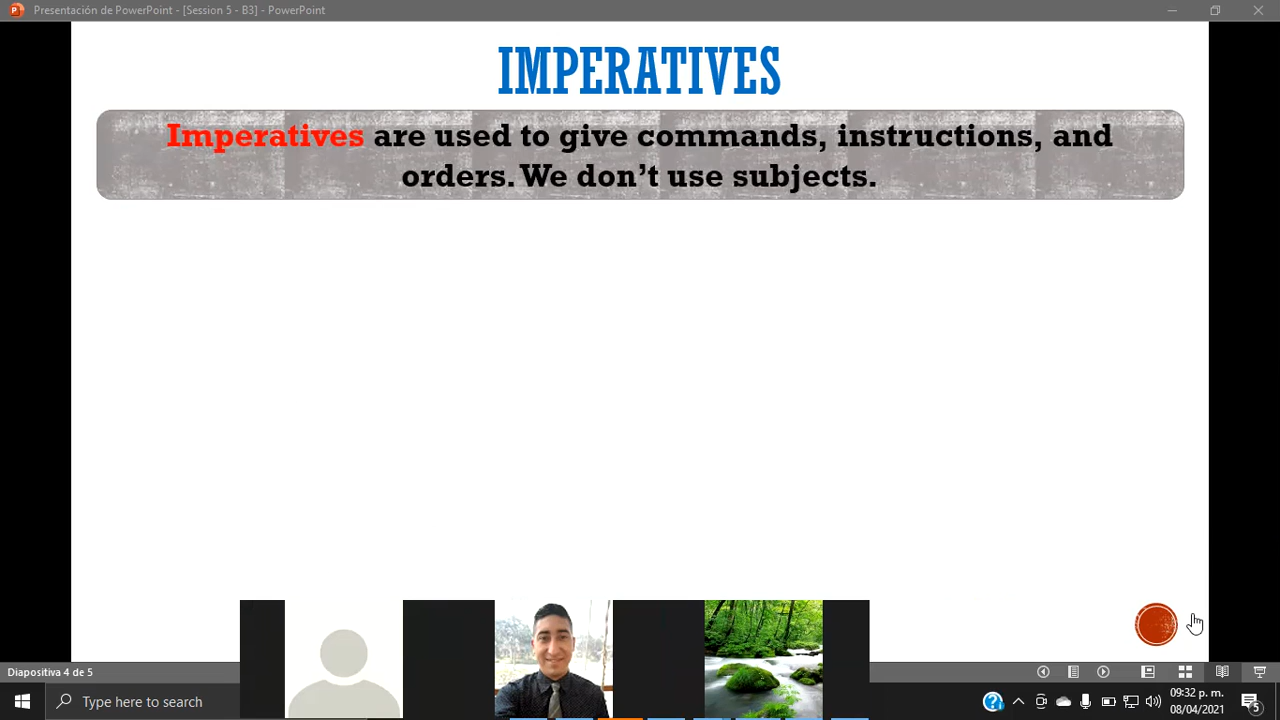 Presentación de PowerPoint - [Session 5 - B3] - PowerPoint
IMPERATIVES
Imperatives are used to give commands, instructions, and
orders. We don’t use subjects.
Diapositiva 4 de 5
Type here to search
09:32 p. m.
08/04/2021
5